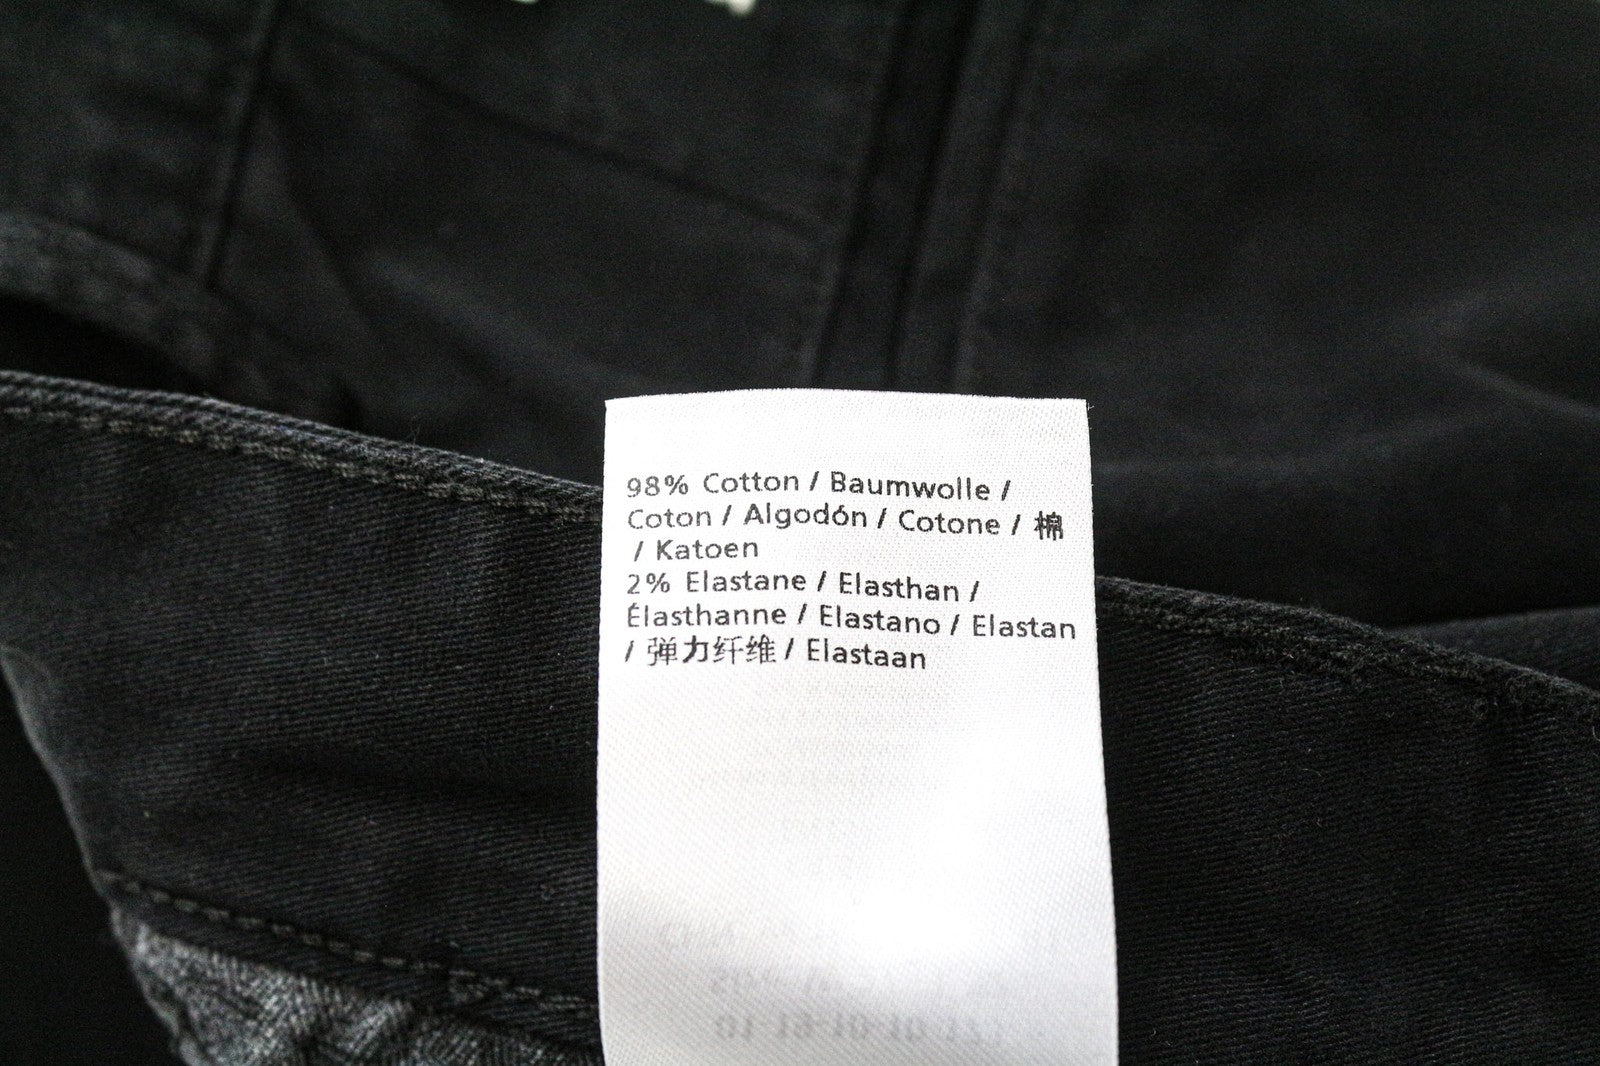 98% Cotton / Baumwolle /
Coton / Algodón / Cotone / 棉
/ Katoen
2% Elastane / Elasthan /
Élasthanne / Elastano / Elastan
/ 弹力纤维 / Elastaan